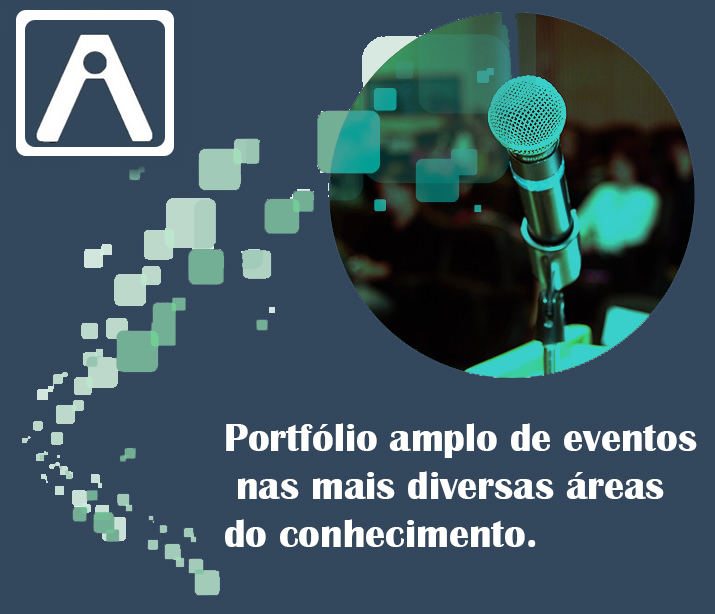 Portfólio amplo de eventos
nas mais diversas áreas
do conhecimento.